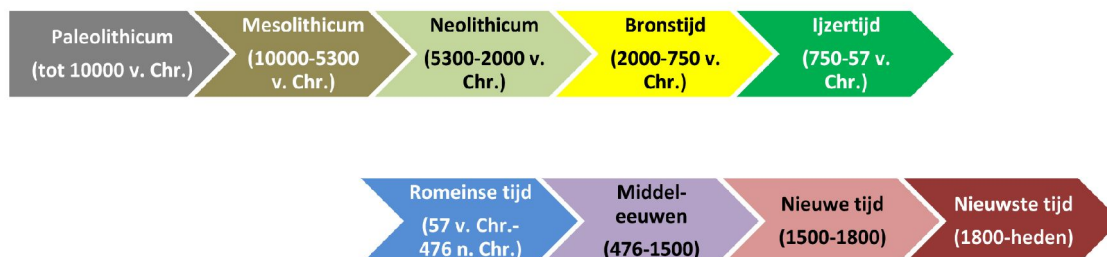 Paleolithicum
(tot 10000 v. Chr.)
Mesolithicum
(10000-5300
v. Chr.)
Neolithicum
(5300-2000 v.
Chr.)
Bronstijd
(2000-750 v.
Chr.)
Ijzertijd
(750-57 v.
Chr.)
Romeinse tijd
(57 v. Chr.-
476 n. Chr.)
Middel-
eeuwen
(476-1500)
Nieuwe tijd
(1500-1800)
Nieuwste tijd
(1800-heden)